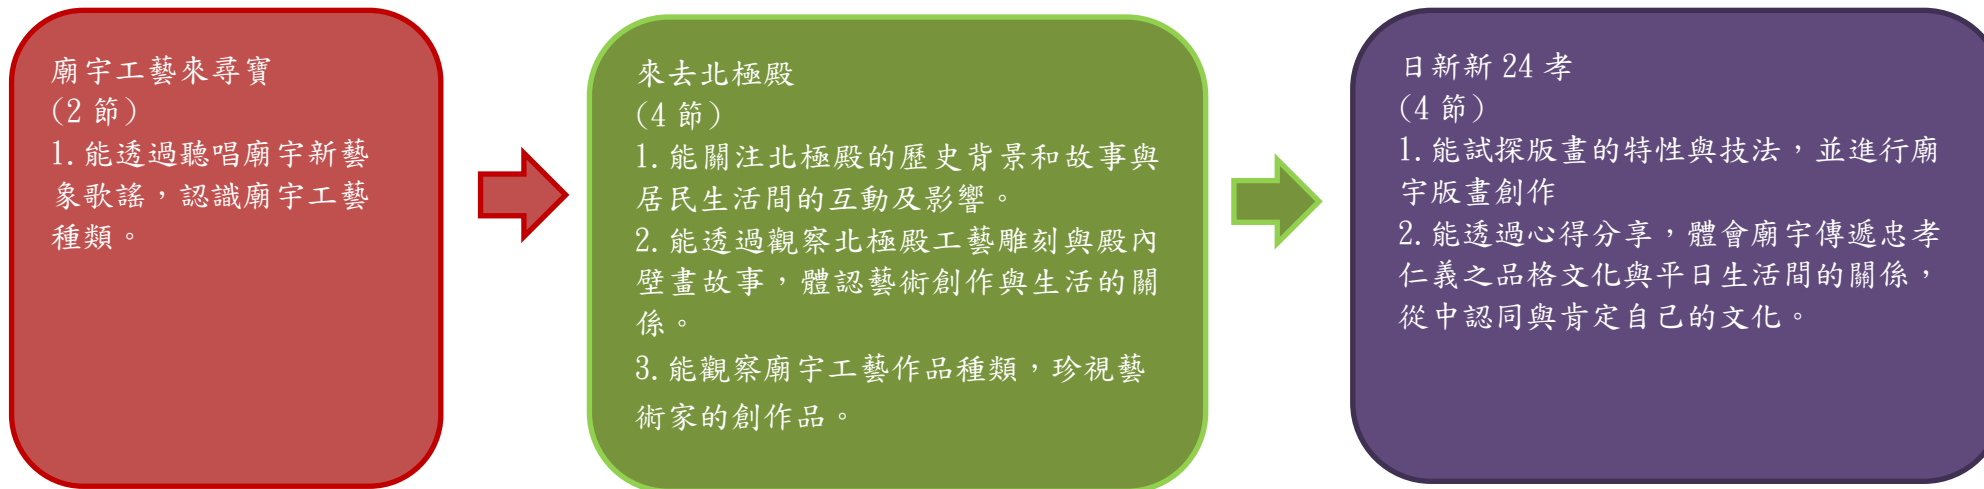 廟宇工藝來尋寶
(2 節)
1.能透過聽唱廟宇新藝
象歌謠，認識廟宇工藝
種類。
來去北極殿
(4 節)
1.能關注北極殿的歷史背景和故事與
居民生活間的互動及影響。
2.能透過觀察北極殿工藝雕刻與殿內
壁畫故事，體認藝術創作與生活的關
係。
3.能觀察廟宇工藝作品種類，珍視藝
術家的創作品。
日新新 24 孝
(4 節)
1.能試探版畫的特性與技法，並進行廟
宇版畫創作
2.能透過心得分享，體會廟宇傳遞忠孝
仁義之品格文化與平日生活間的關係，
從中認同與肯定自己的文化。